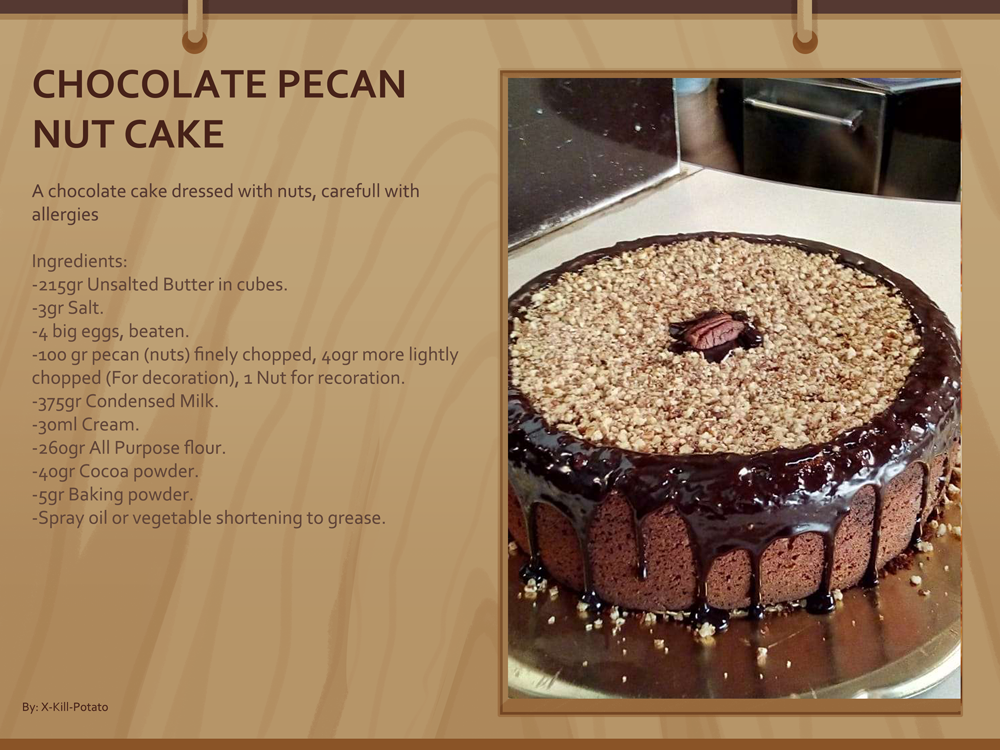 CHOCOLATE PECAN
NUT CAKE
A chocolate cake dressed with nuts, carefull with
allergies
Ingredients:
-215gr Unsalted Butter in cubes.
-3gr Salt.
-4 big eggs, beaten.
-100 gr pecan (nuts) finely chopped, 40gr more lightly
chopped (For decoration), 1 Nut for recoration.
-375gr Condensed Milk.
-30ml Cream.
-260gr All Purpose flour.
-40gr Cocoa powder.
-5gr Baking powder.
-Spray oil or vegetable shortening to grease.
By: X-Kill-Potato